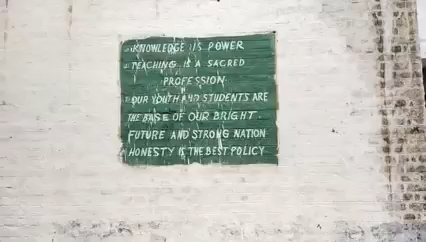 KNOWLEDGE IS POWER
TEACHING IS A SACRED
PROFESSION
OUR YOUTH AND STUDENTS ARE
THE BASE OF OUR BRIGHT
FUTURE AND STRONG NATION
HONESTY IS THE BEST POLICY